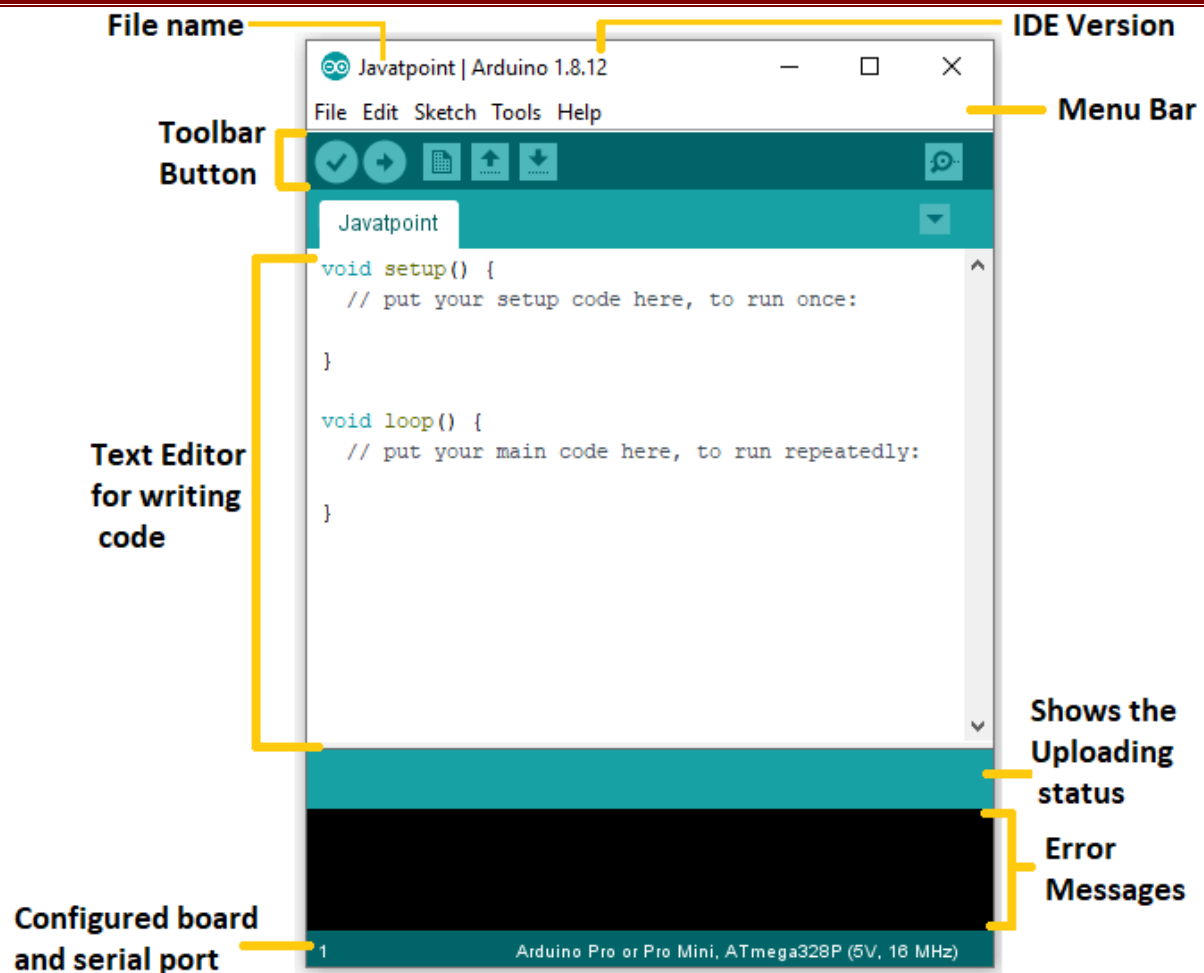 File name
IDE Version
Javatpoint | Arduino 1.8.12
File Edit Sketch Tools Help
Menu Bar
Toolbar
Button
Javatpoint
void setup() {
// put your setup code here, to run once:
}
void loop() {
// put your main code here, to run repeatedly:
}
Text Editor
for writing
code
Shows the
Uploading
status
Error
Messages
Configured board
and serial port
1
Arduino Pro or Pro Mini, ATmega328P (5V, 16 MHz)